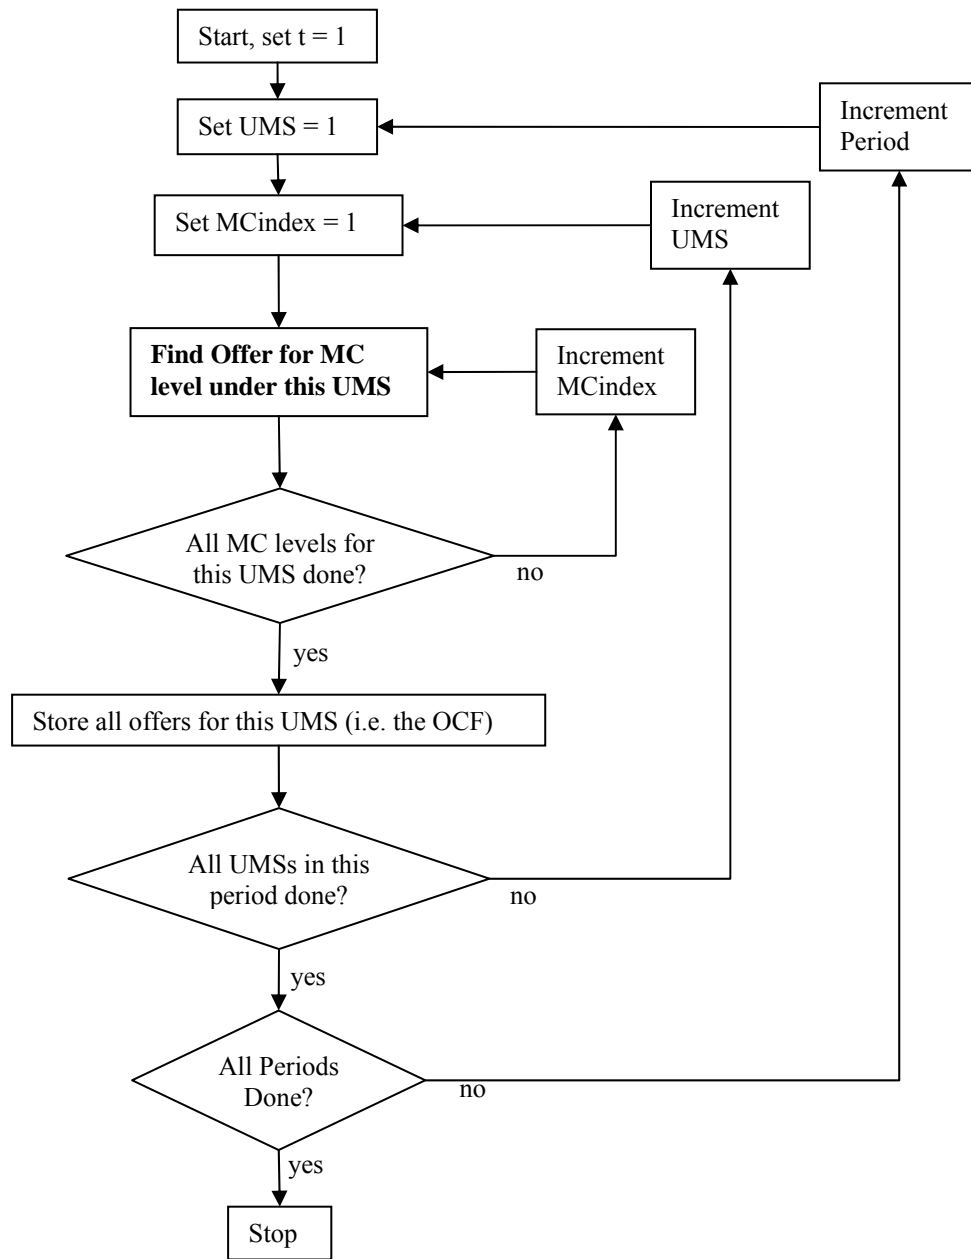 Start, set t = 1
Increment
Period
Set UMS = 1
Increment
UMS
Set MCindex = 1
Find Offer for MC
level under this UMS
Increment
MCindex
All MC levels for
this UMS done?
no
yes
Store all offers for this UMS (i.e. the OCF)
All UMSs in this
period done?
no
yes
All Periods
Done?
no
yes
Stop